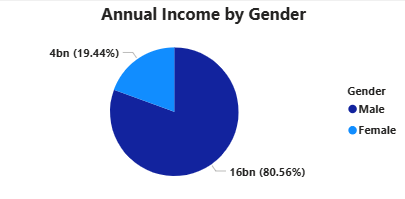 Annual Income by Gender
4bn (19.44%)
Gender
Male
Female
16bn (80.56%)